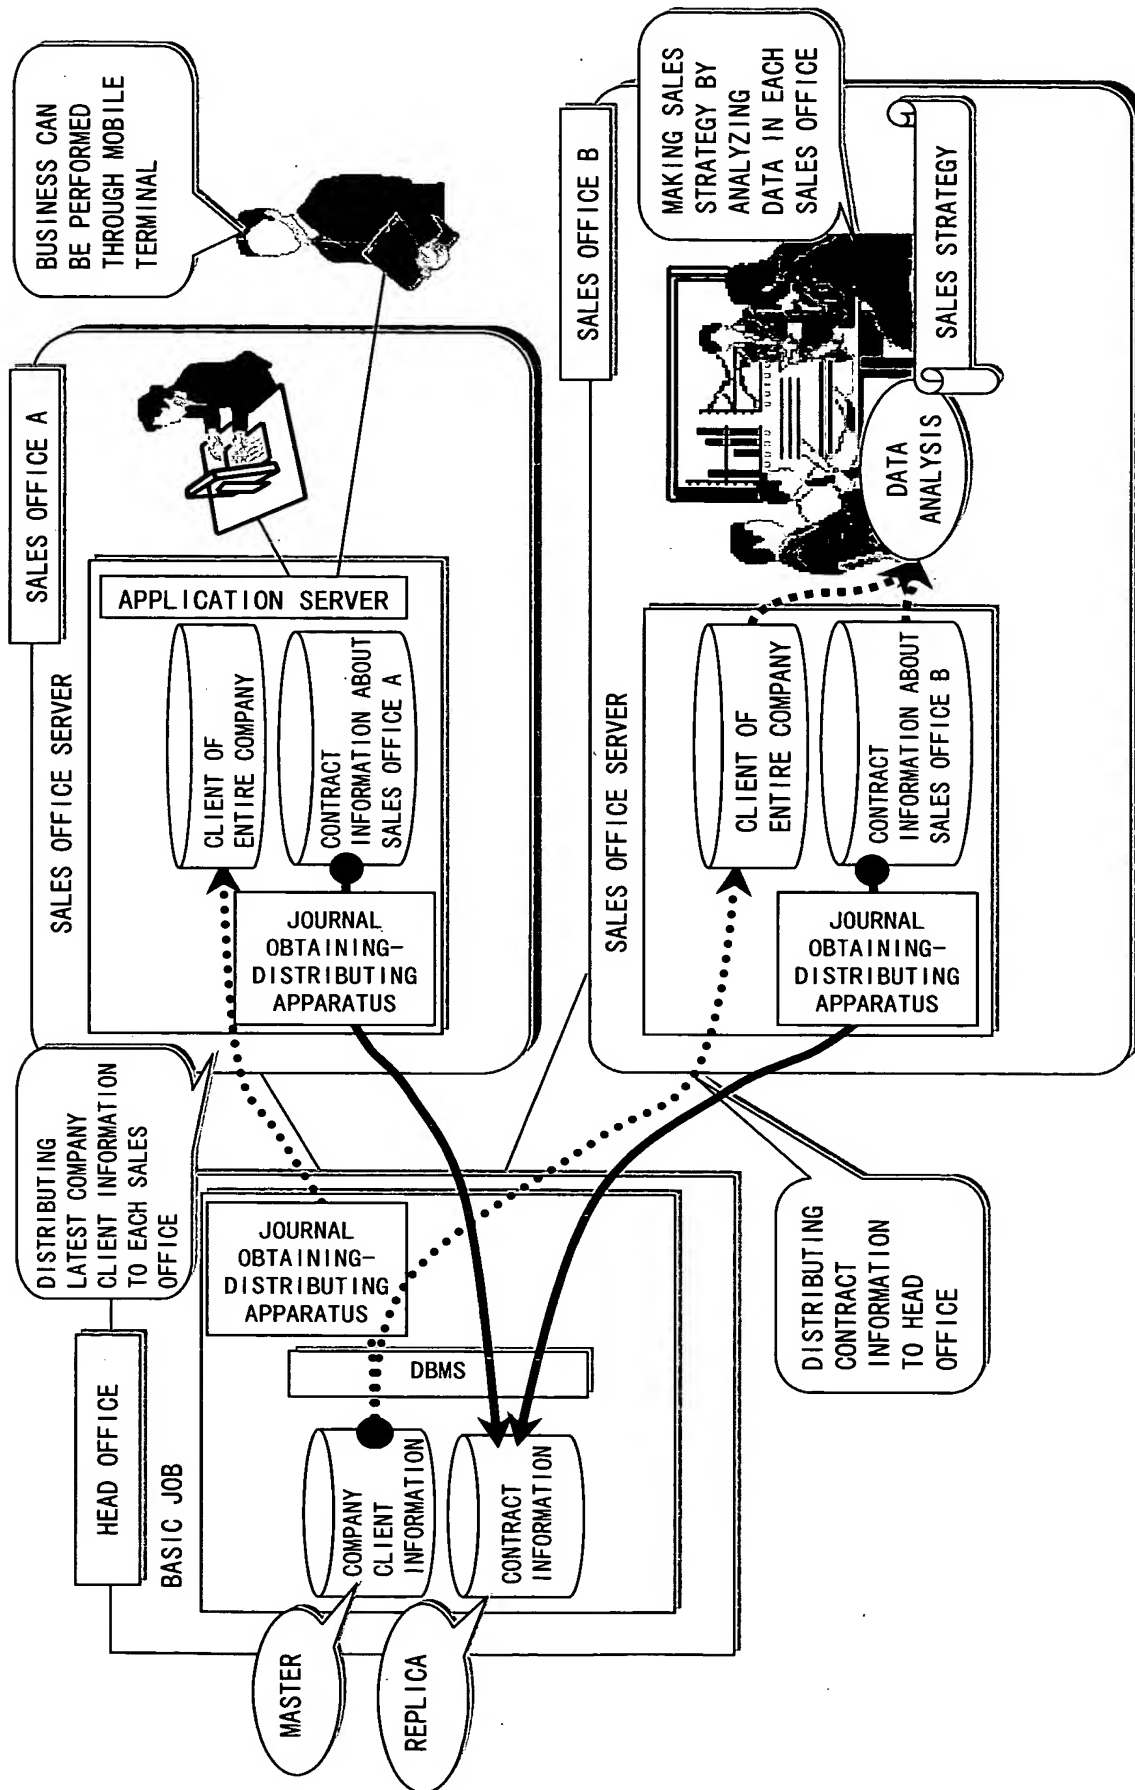 HEAD OFFICE
BASIC JOB
MASTER
COMPANY
CLIENT
INFORMATION
REPLICA
CONTRACT
INFORMATION
DBMS
JOURNAL
OBTAINING-
DISTRIBUTING
APPARATUS
DISTRIBUTING
LATEST COMPANY
CLIENT INFORMATION
TO EACH SALES
OFFICE
DISTRIBUTING
CONTRACT
INFORMATION
TO HEAD
OFFICE
SALES OFFICE A
SALES OFFICE SERVER
JOURNAL
OBTAINING-
DISTRIBUTING
APPARATUS
CLIENT OF
ENTIRE COMPANY
CONTRACT
INFORMATION ABOUT
SALES OFFICE A
APPLICATION SERVER
BUSINESS CAN
BE PERFORMED
THROUGH MOBILE
TERMINAL
SALES OFFICE B
SALES OFFICE SERVER
JOURNAL
OBTAINING-
DISTRIBUTING
APPARATUS
CLIENT OF
ENTIRE COMPANY
CONTRACT
INFORMATION ABOUT
SALES OFFICE B
DATA
ANALYSIS
SALES STRATEGY
MAKING SALES
STRATEGY BY
ANALYZING
DATA IN EACH
SALES OFFICE